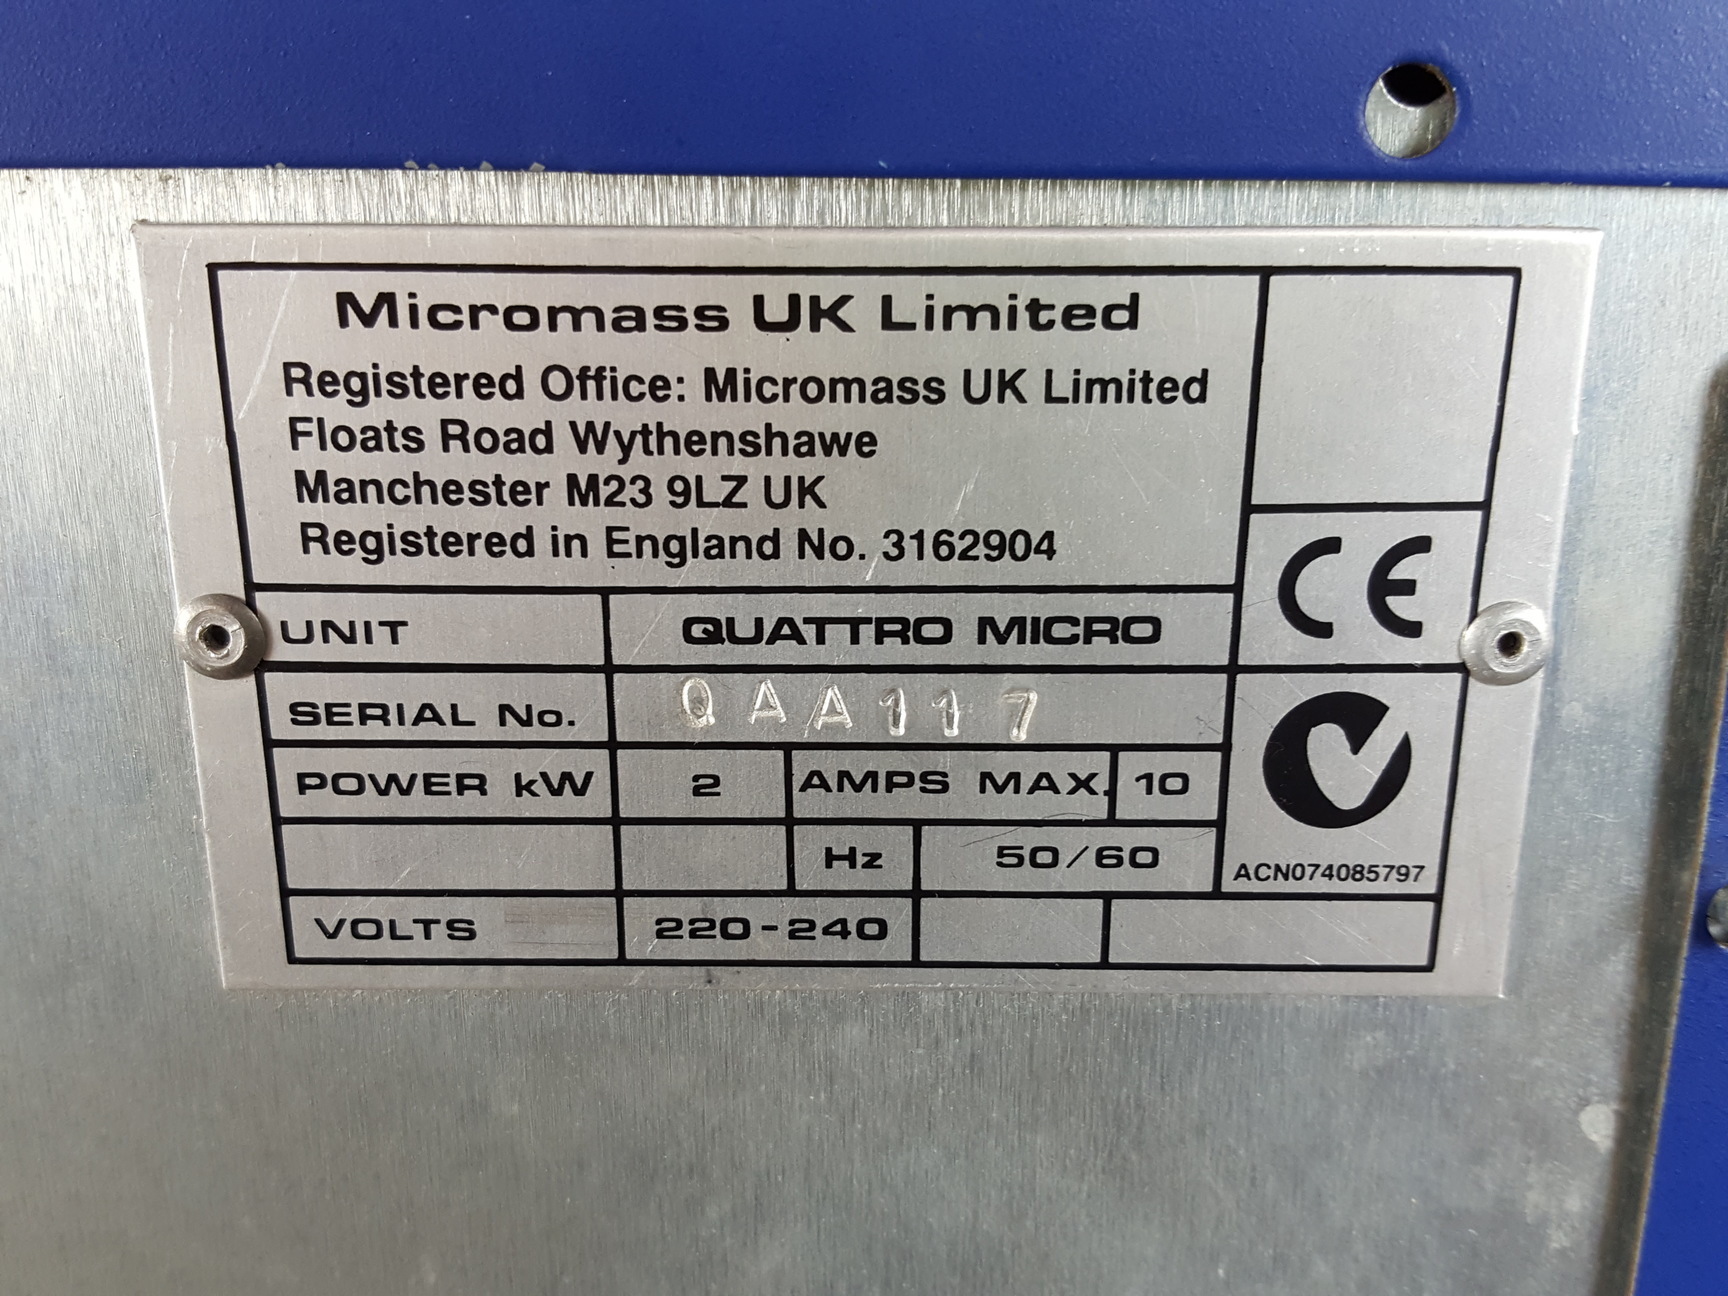 Micromass UK Limited
Registered Office: Micromass UK Limited
Floats Road Wythenshawe
Manchester M23 9LZ UK
Registered in England No. 3162904
CE
UNIT QUATTRO MICRO
SERIAL No. QAA117
POWER kW 2 AMPS MAX. 10
Hz 50/60
ACN074085797
VOLTS 220-240